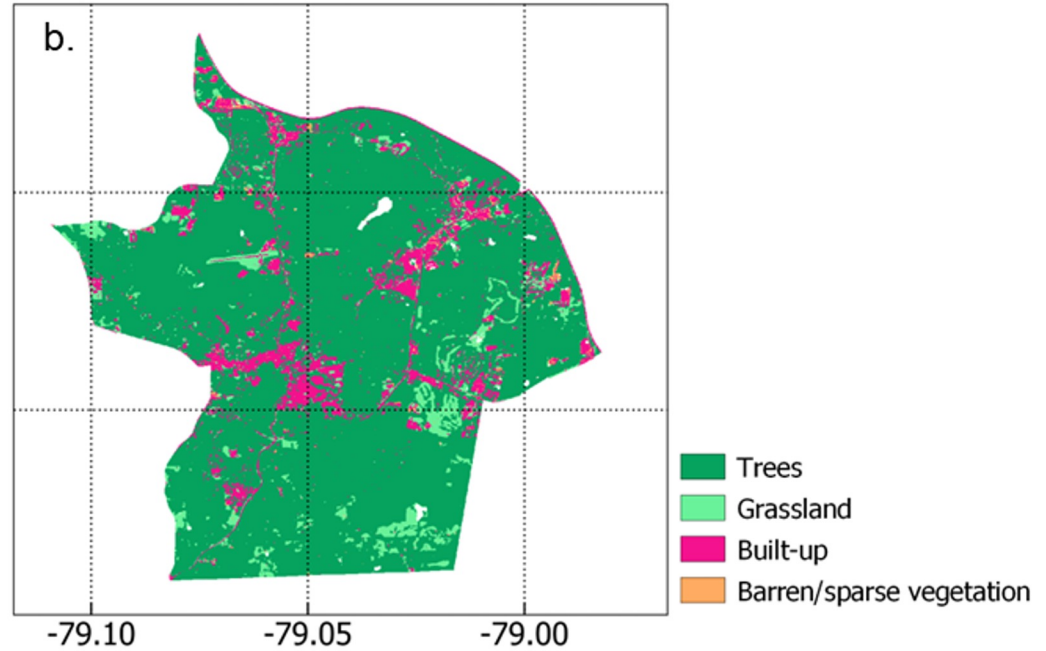 b.
Trees
Grassland
Built-up
Barren/sparse vegetation
-79.10 -79.05 -79.00